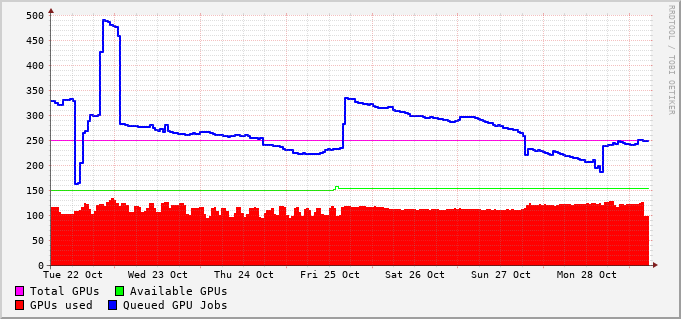 500
450
400
350
300
250
200
150
100
50
0
Tue 22 Oct Wed 23 Oct Thu 24 Oct Fri 25 Oct Sat 26 Oct Sun 27 Oct Mon 28 Oct
Total GPUs Available GPUs
GPUs used Queued GPU Jobs
RRDTOOL / TOBI OETIKER